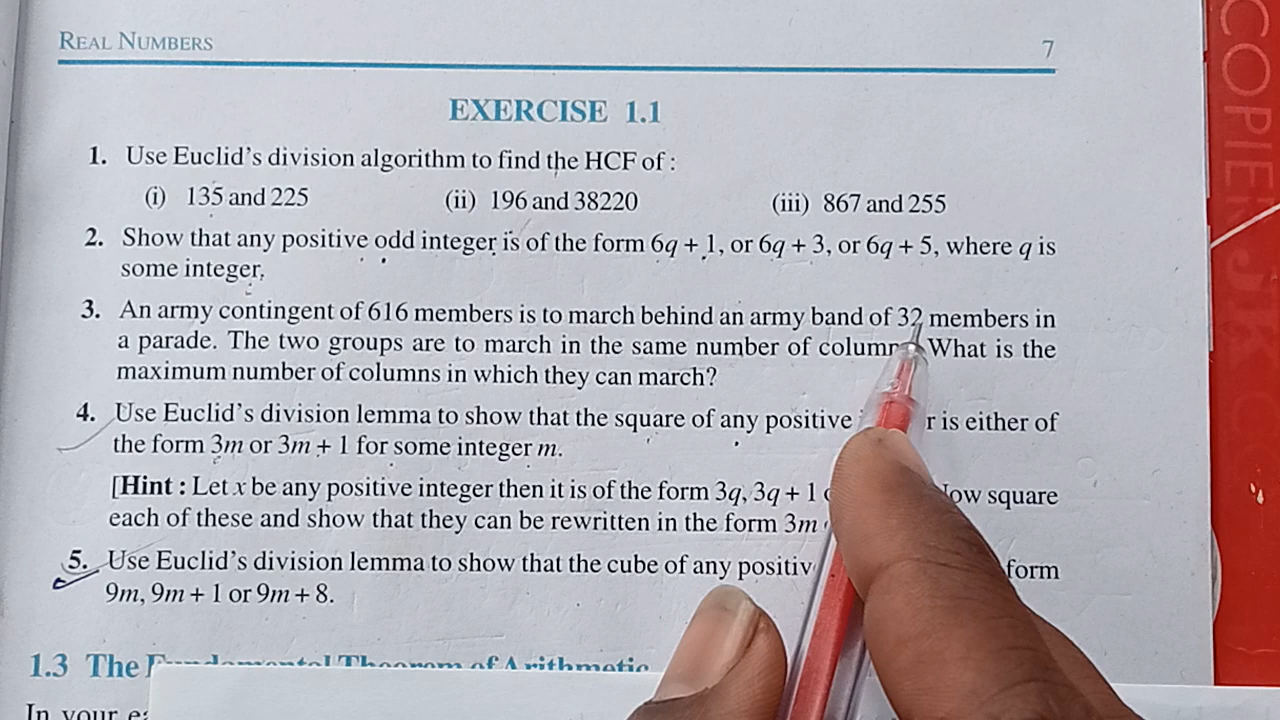 REAL NUMBERS 7
EXERCISE 1.1
1. Use Euclid's division algorithm to find the HCF of :
(i) 135 and 225 (ii) 196 and 38220 (iii) 867 and 255
2. Show that any positive odd integer is of the form 6q + 1, or 6q + 3, or 6q + 5, where q is
some integer.
3. An army contingent of 616 members is to march behind an army band of 32 members in
a parade. The two groups are to march in the same number of What is the
maximum number of columns in which they can march?
4. Use Euclid's division lemma to show that the square of any positive is either of
the form 3m or 3m + 1 for some integer m.
[Hint : Let x be any positive integer then it is of the form 3q, 3q + 1 square
each of these and show that they can be rewritten in the form 3m
5. Use Euclid's division lemma to show that the cube of any form
9m, 9m + 1 or 9m + 8.
1.3 The of Arithmetic
In your
COPIER